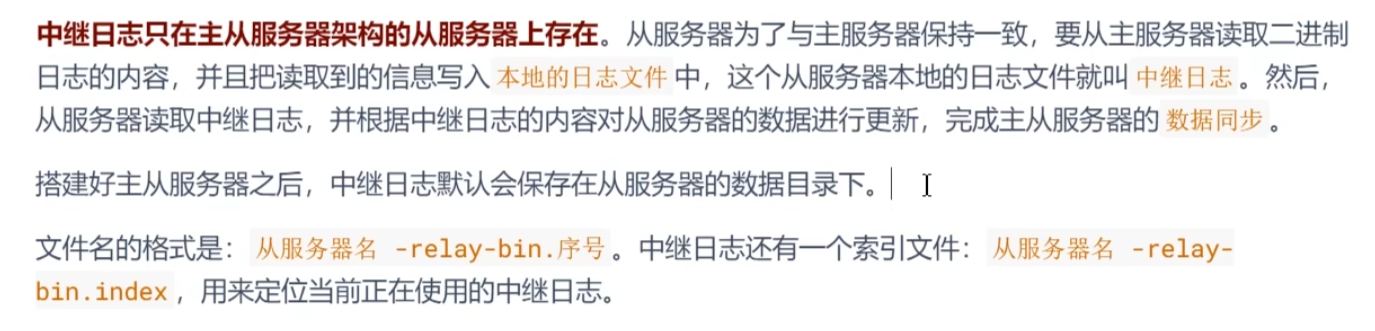 中继日志只在主从服务器架构的从服务器上存在。从服务器为了与主服务器保持一致，要从主服务器读取二进制
日志的内容，并且把读取到的信息写入 本地的日志文件 中，这个从服务器本地的日志文件就叫 中继日志 。然后，
从服务器读取中继日志，并根据中继日志的内容对从服务器的数据进行更新，完成主从服务器的 数据同步 。
搭建好主从服务器之后，中继日志默认会保存在从服务器的数据目录下。
文件名的格式是： 从服务器名 -relay-bin.序号 。中继日志还有一个索引文件： 从服务器名 -relay-
bin.index ，用来定位当前正在使用的中继日志。